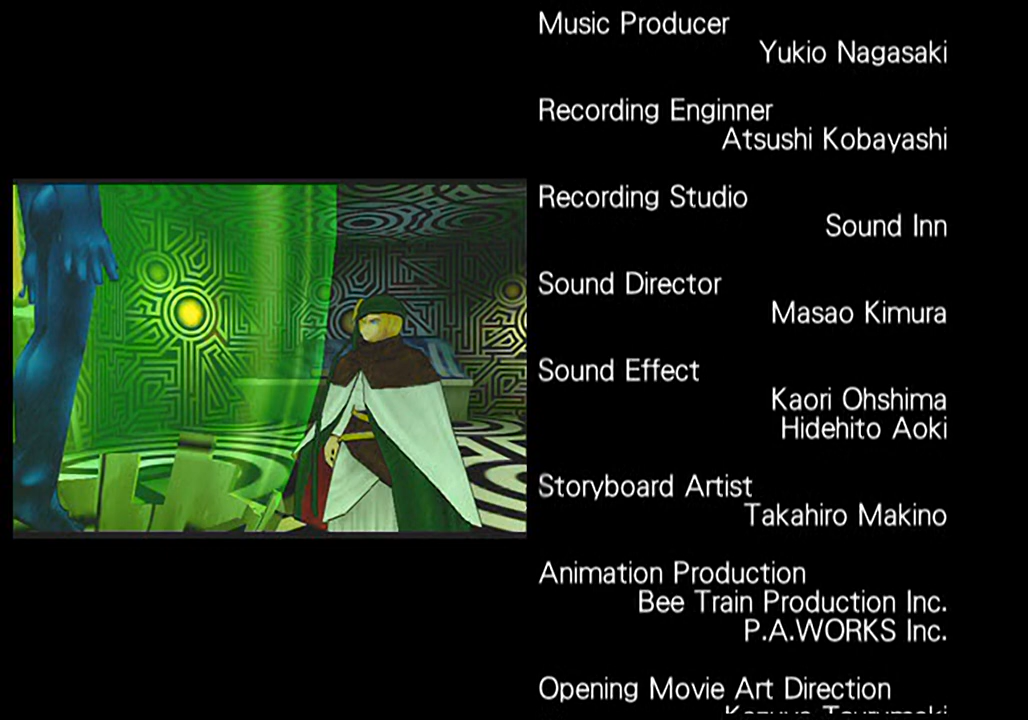 Music Producer
Yukio Nagasaki
Recording Enginner
Atsushi Kobayashi
Recording Studio
Sound Inn
Sound Director
Masao Kimura
Sound Effect
Kaori Ohshima
Hidehito Aoki
Storyboard Artist
Takahiro Makino
Animation Production
Bee Train Production Inc.
P.A.WORKS Inc.
Opening Movie Art Direction